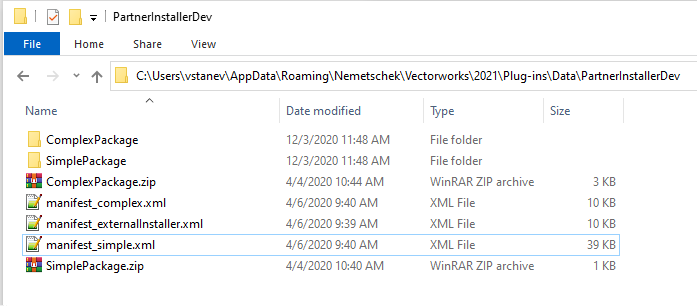 PartnerInstallerDev
File Home Share View
C:\Users\vstanev\AppData\Roaming\Nemetschek\Vectorworks\2021\Plug-ins\Data\PartnerInstallerDev
Name Date modified Type Size
ComplexPackage 12/3/2020 11:48 AM File folder
SimplePackage 12/3/2020 11:48 AM File folder
ComplexPackage.zip 4/4/2020 10:44 AM WinRAR ZIP archive 3 KB
manifest_complex.xml 4/6/2020 9:40 AM XML File 10 KB
manifest_externalInstaller.xml 4/6/2020 9:39 AM XML File 10 KB
manifest_simple.xml 4/6/2020 9:40 AM XML File 39 KB
SimplePackage.zip 4/4/2020 10:40 AM WinRAR ZIP archive 1 KB